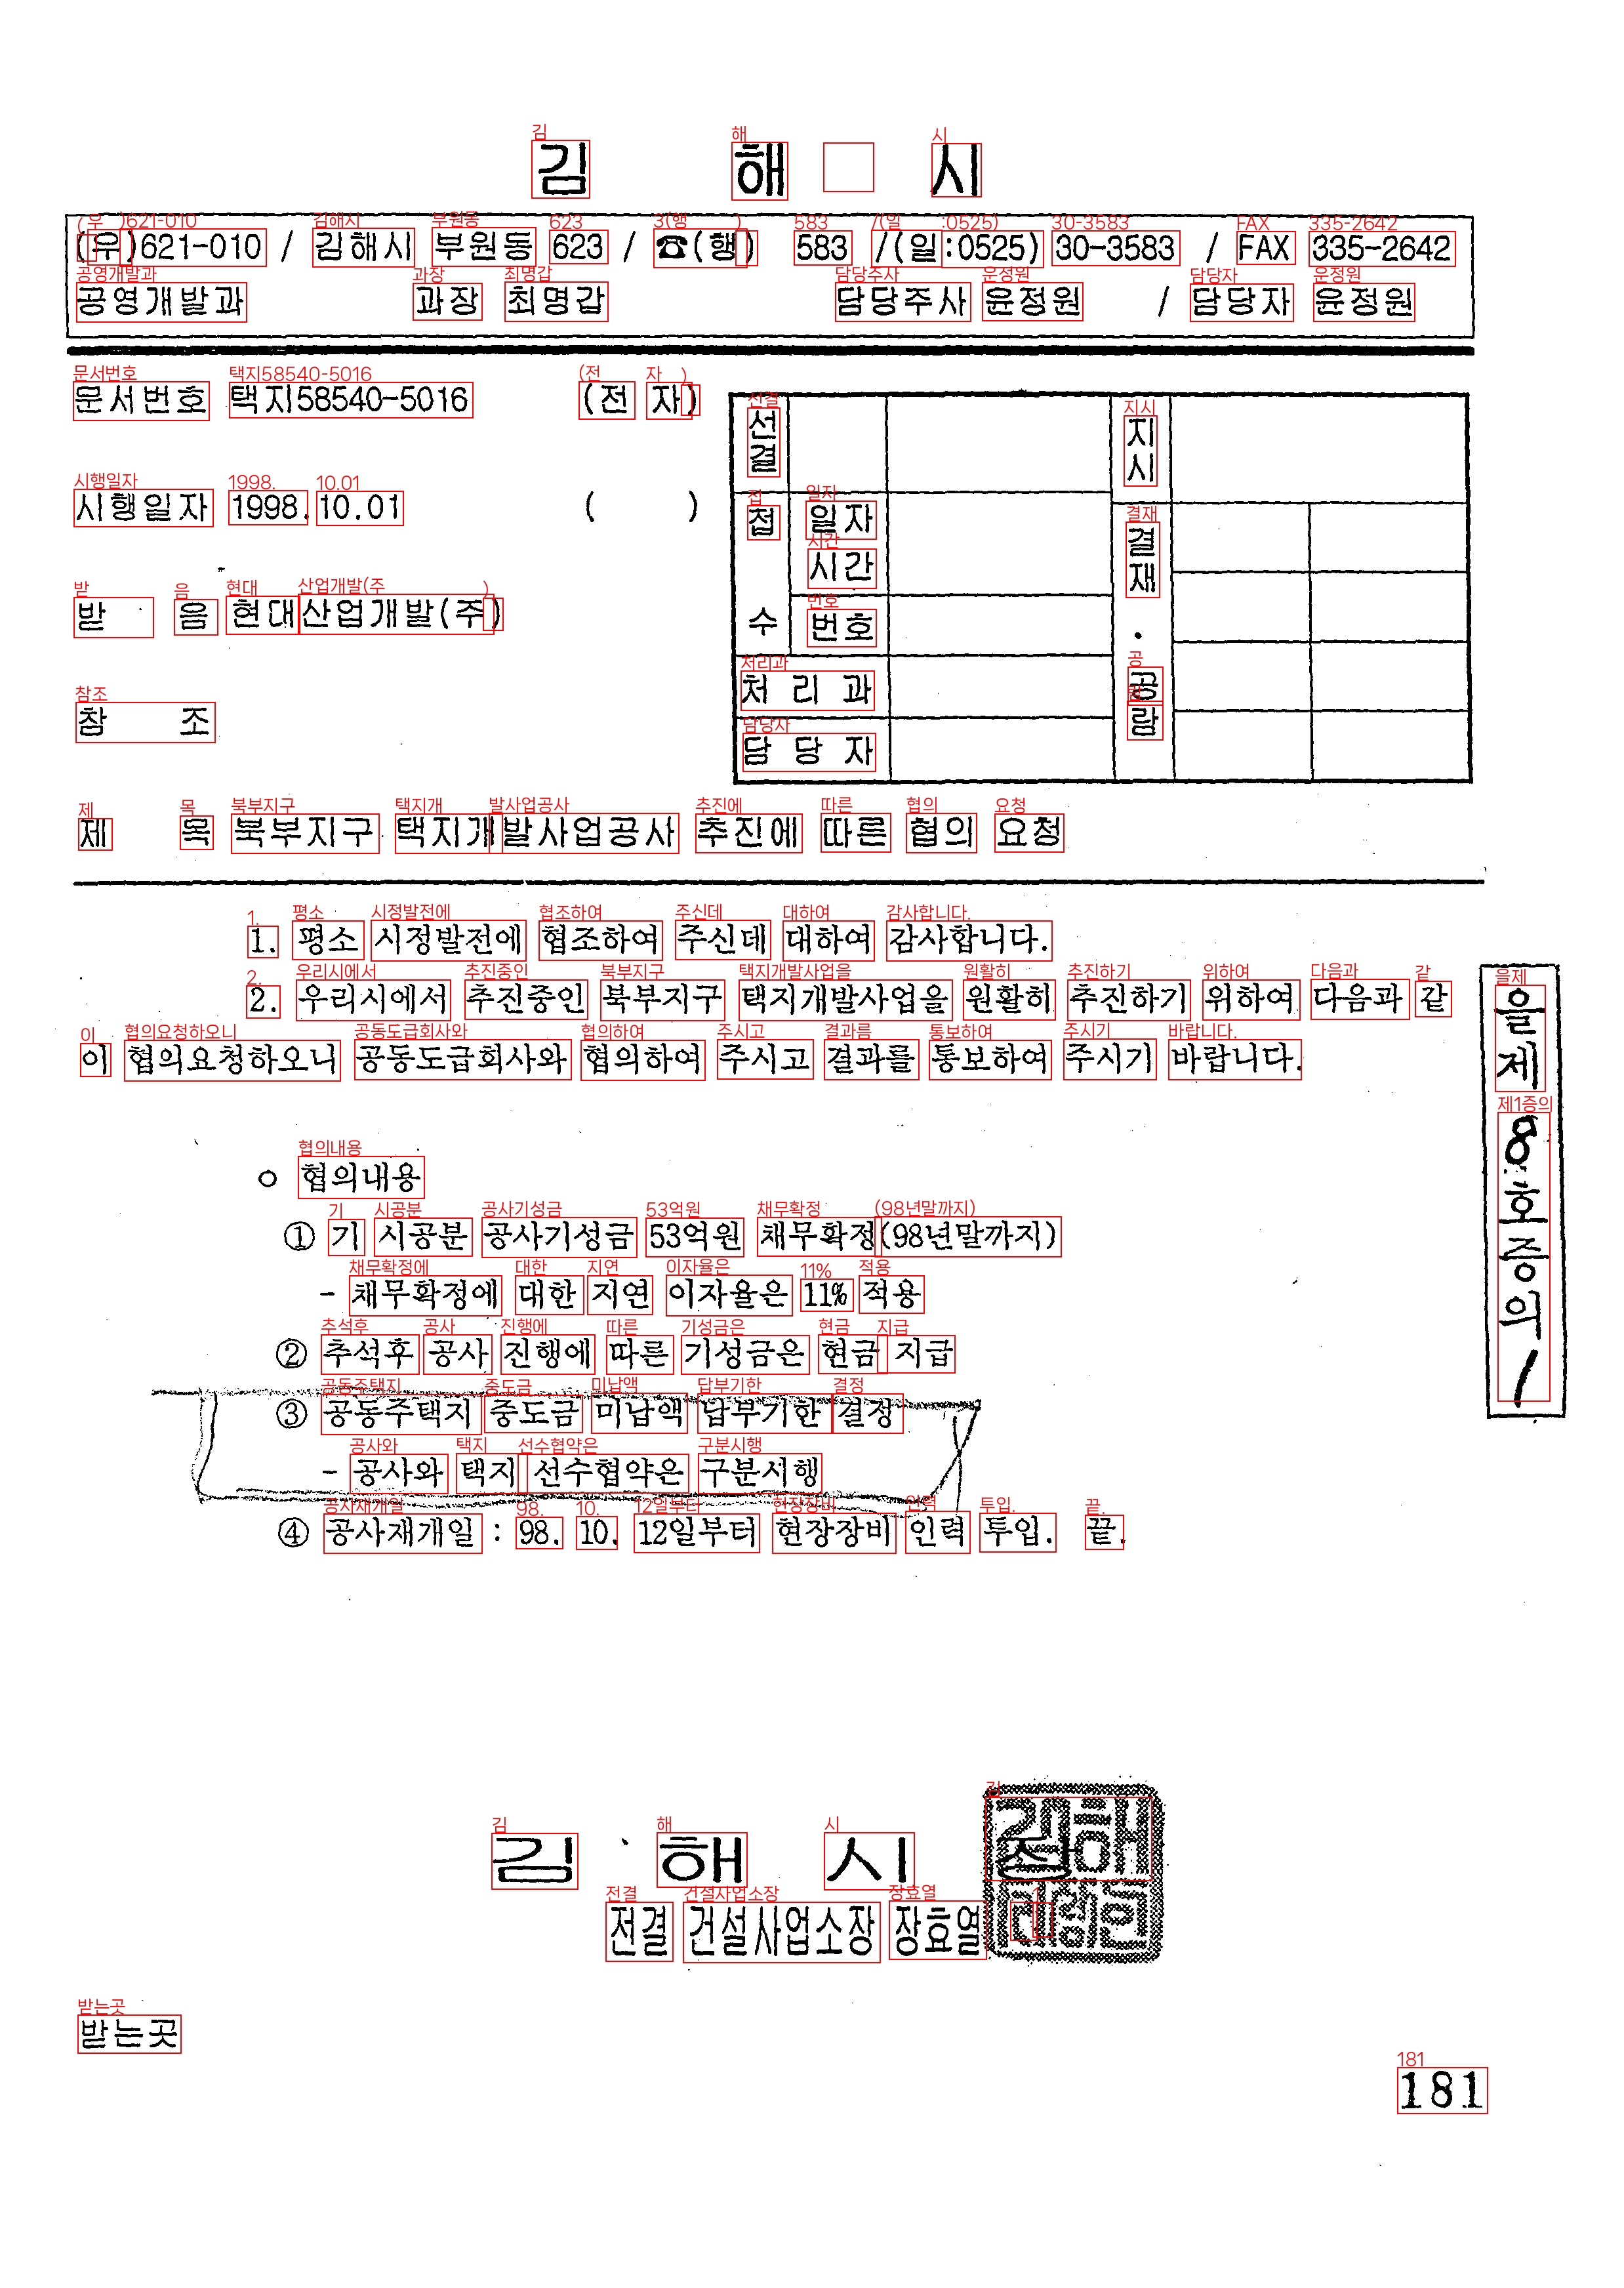 김 해 시
(우)621-010 / 김해시 부원동 623 / ☎(행) 583 /(일:0525) 30-3583 / FAX 335-2642
공영개발과 과장 최명갑 담당주사 윤정원 / 담당자 윤정원
문서번호 택지58540-5016 (전 자)
시행일자 1998. 10.01 ( )
받 음 현대산업개발(주)
참 조
선결
지시
접 수
일자
시간
번호
결재 · 공람
처 리 과
담 당 자
제 목 북부지구 택지개발사업공사 추진에 따른 협의 요청
1. 평소 시정발전에 협조하여 주신데 대하여 감사합니다.
2. 우리시에서 추진중인 북부지구 택지개발사업을 원활히 추진하기 위하여 다음과 같
이 협의요청하오니 공동도급회사와 협의하여 주시고 결과를 통보하여 주시기 바랍니다.
을제8호증의1
○ 협의내용
① 기 시공분 공사기성금 53억원 채무확정(98년말까지)
- 채무확정에 대한 지연 이자율은 11% 적용
② 추석후 공사 진행에 따른 기성금은 현금 지급
③ 공동주택지 중도금 미납액 납부기한 결정
- 공사와 택지 선수협약은 구분시행
④ 공사재개일 : 98. 10. 12일부터 현장장비 인력 투입. 끝.
김 해 시 장
전결 건설사업소장 장효열
받는곳
181